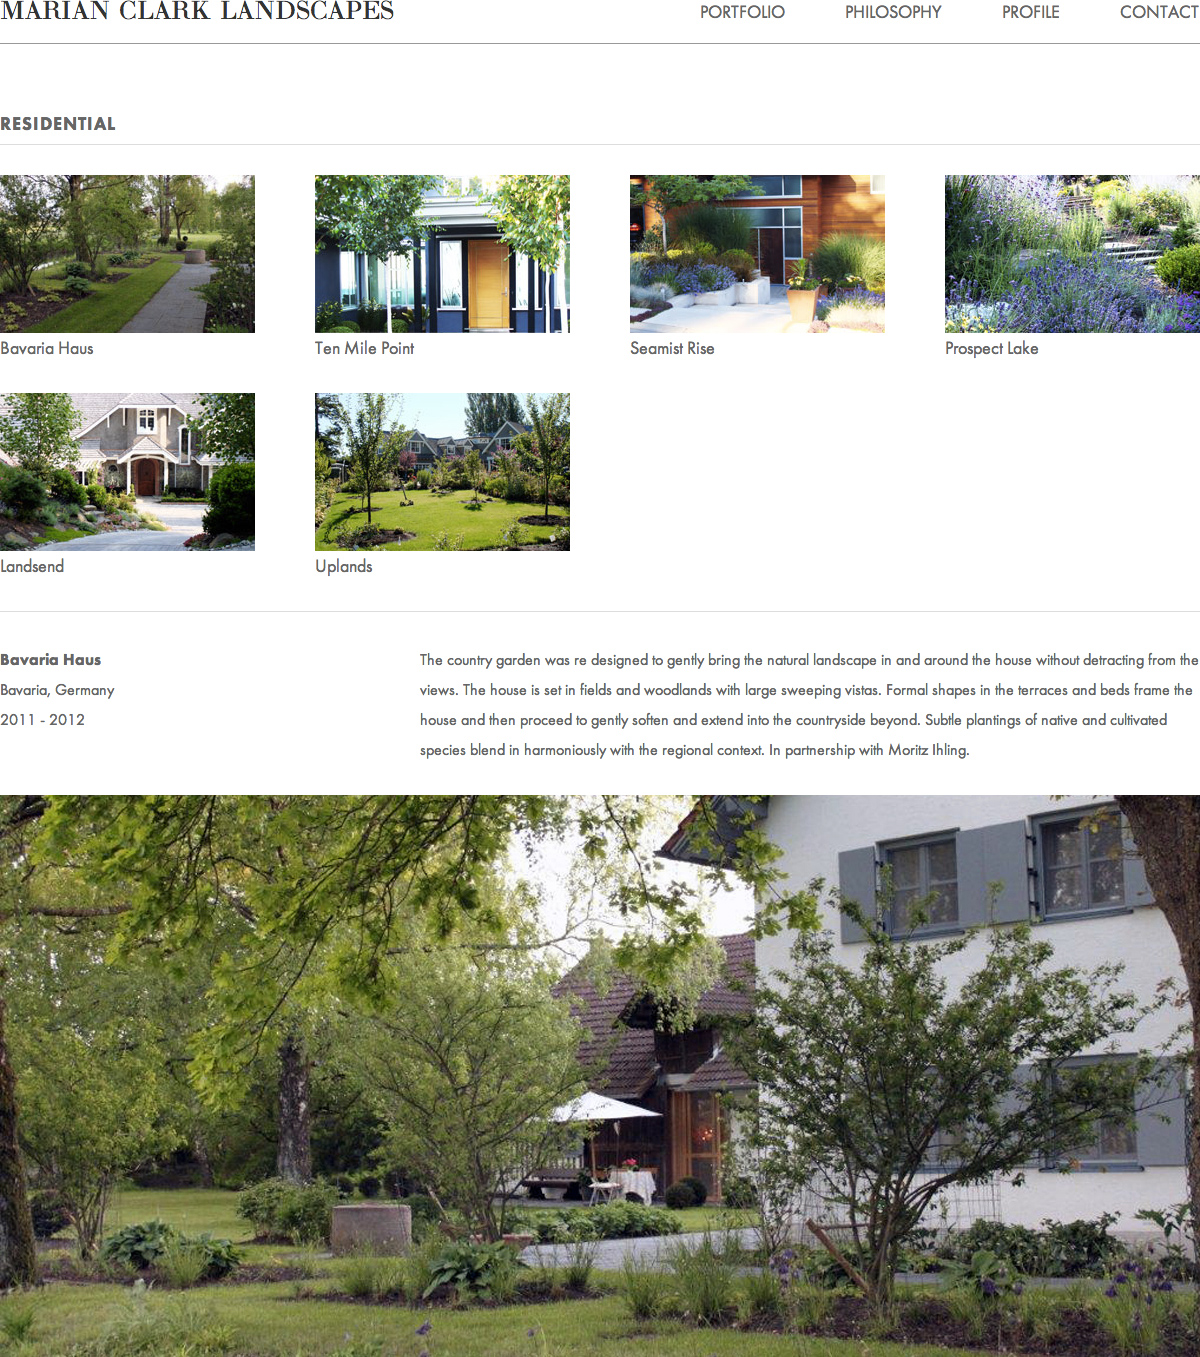 MARIAN CLARK LANDSCAPES
PORTFOLIO PHILOSOPHY PROFILE CONTACT
RESIDENTIAL
Bavaria Haus
Ten Mile Point
Seamist Rise
Prospect Lake
Landsend
Uplands
Bavaria Haus
Bavaria, Germany
2011 - 2012
The country garden was re designed to gently bring the natural landscape in and around the house without detracting from the
views. The house is set in fields and woodlands with large sweeping vistas. Formal shapes in the terraces and beds frame the
house and then proceed to gently soften and extend into the countryside beyond. Subtle plantings of native and cultivated
species blend in harmoniously with the regional context. In partnership with Moritz Ihling.